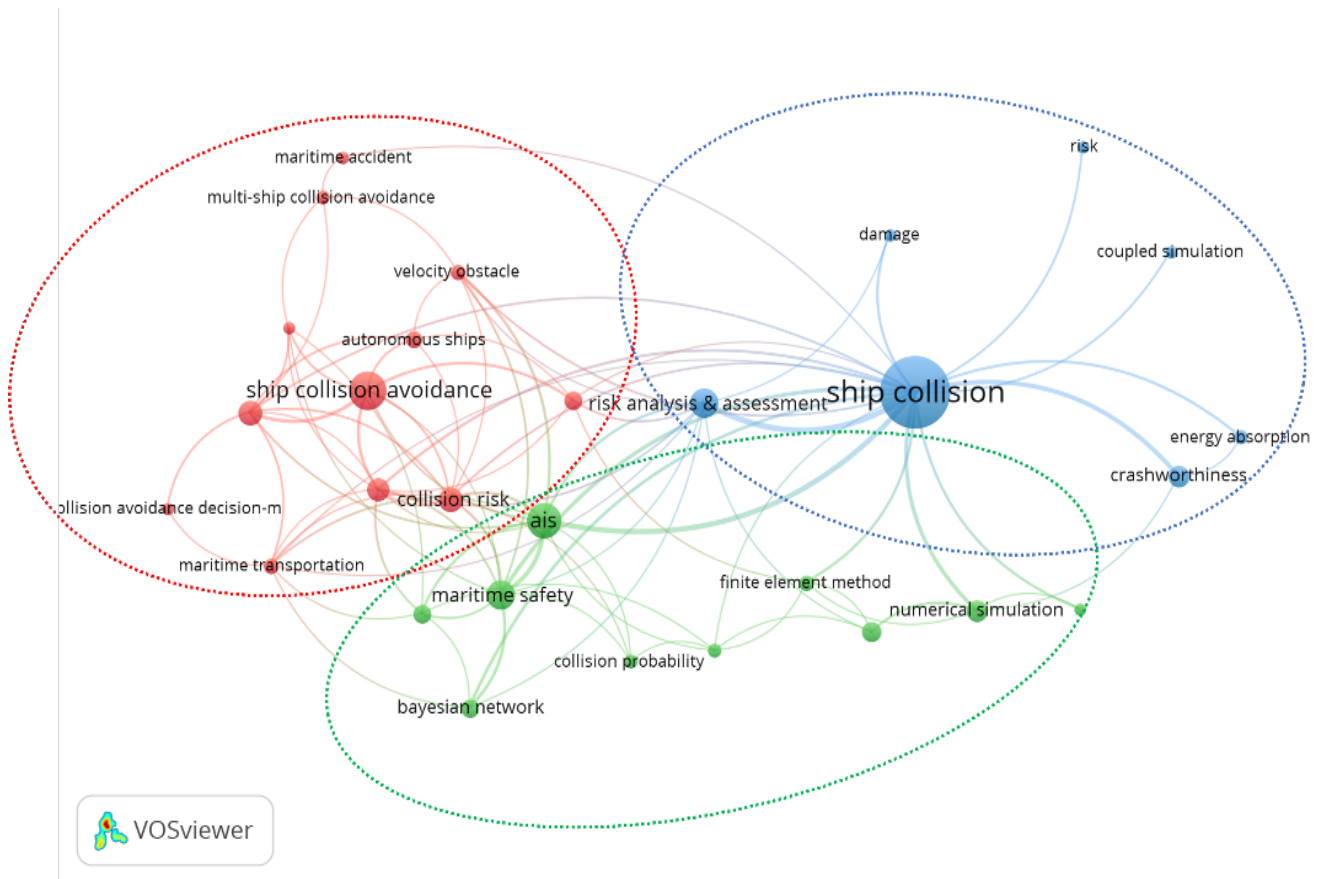 maritime accident
risk
multi-ship collision avoidance
damage
coupled simulation
velocity obstacle
autonomous ships
ship collision avoidance
risk analysis & assessment
ship collision
energy absorption
crashworthiness
collision risk
ollision avoidance decision-m
ais
maritime transportation
finite element method
maritime safety
numerical simulation
collision probability
bayesian network
VOSviewer